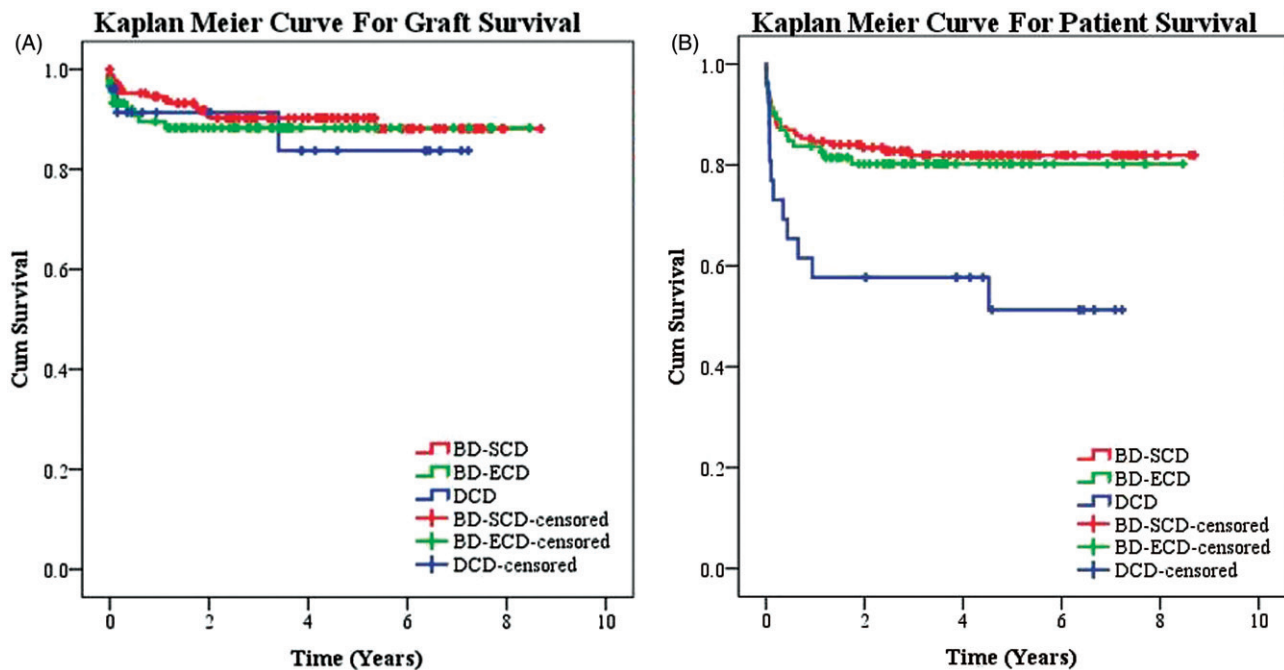 Kaplan Meier Curve For Graft Survival
(A)
1.0
0.8
0.6
0.4
0.2
0.0
Cum Survival
BD-SCD
BD-ECD
DCD
BD-SCD-censored
BD-ECD-censored
DCD-censored
0 2 4 6 8 10
Time (Years)
Kaplan Meier Curve For Patient Survival
(B)
1.0
0.8
0.6
0.4
0.2
0.0
Cum Survival
BD-SCD
BD-ECD
DCD
BD-SCD-censored
BD-ECD-censored
DCD-censored
0 2 4 6 8 10
Time (Years)